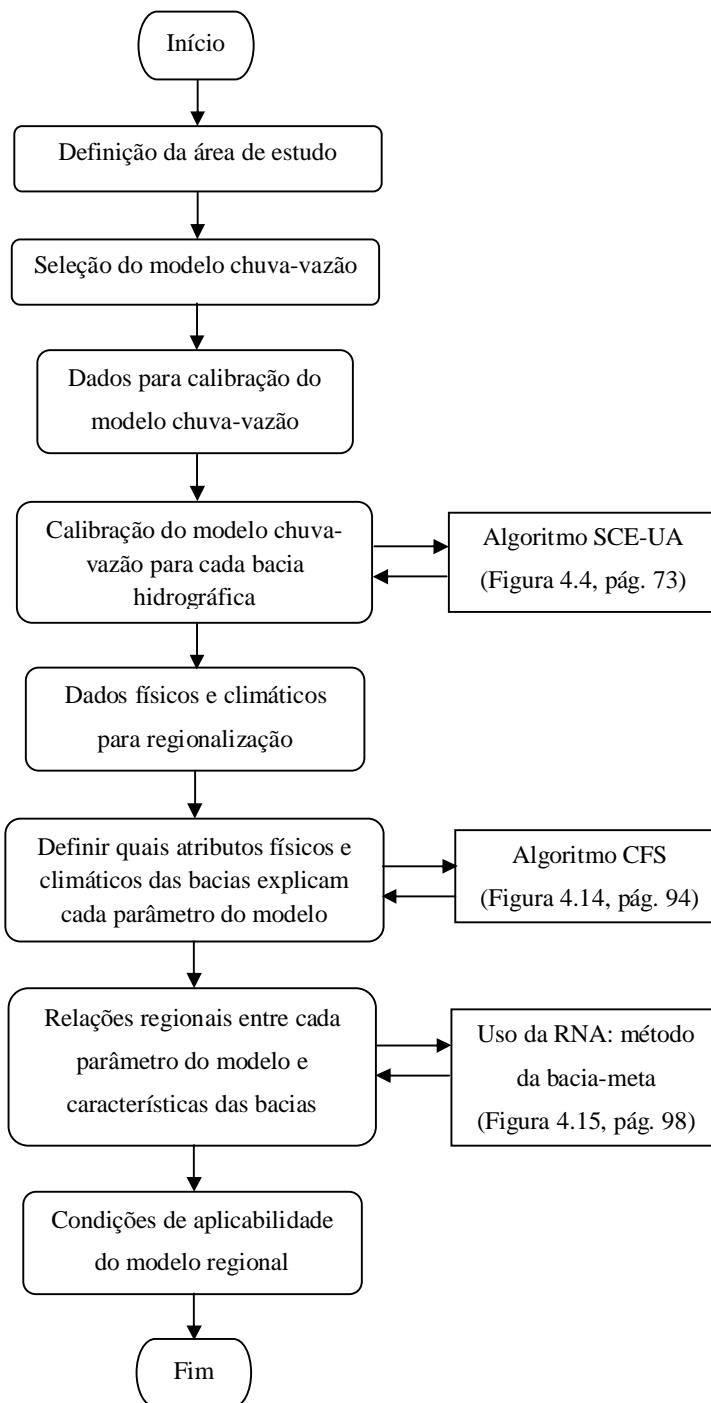 Início
Definição da área de estudo
Seleção do modelo chuva-vazão
Dados para calibração do
modelo chuva-vazão
Calibração do modelo chuva-
vazão para cada bacia
hidrográfica
Algoritmo SCE-UA
(Figura 4.4, pág. 73)
Dados físicos e climáticos
para regionalização
Definir quais atributos físicos e
climáticos das bacias explicam
cada parâmetro do modelo
Algoritmo CFS
(Figura 4.14, pág. 94)
Relações regionais entre cada
parâmetro do modelo e
características das bacias
Uso da RNA: método
da bacia-meta
(Figura 4.15, pág. 98)
Condições de aplicabilidade
do modelo regional
Fim